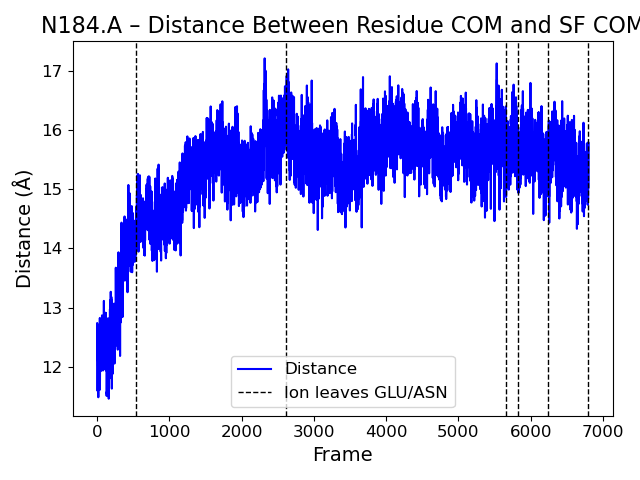 N184.A – Distance Between Residue COM and SF COM
Distance (Å)
17
16
15
14
13
12
Distance
Ion leaves GLU/ASN
0 1000 2000 3000 4000 5000 6000 7000
Frame